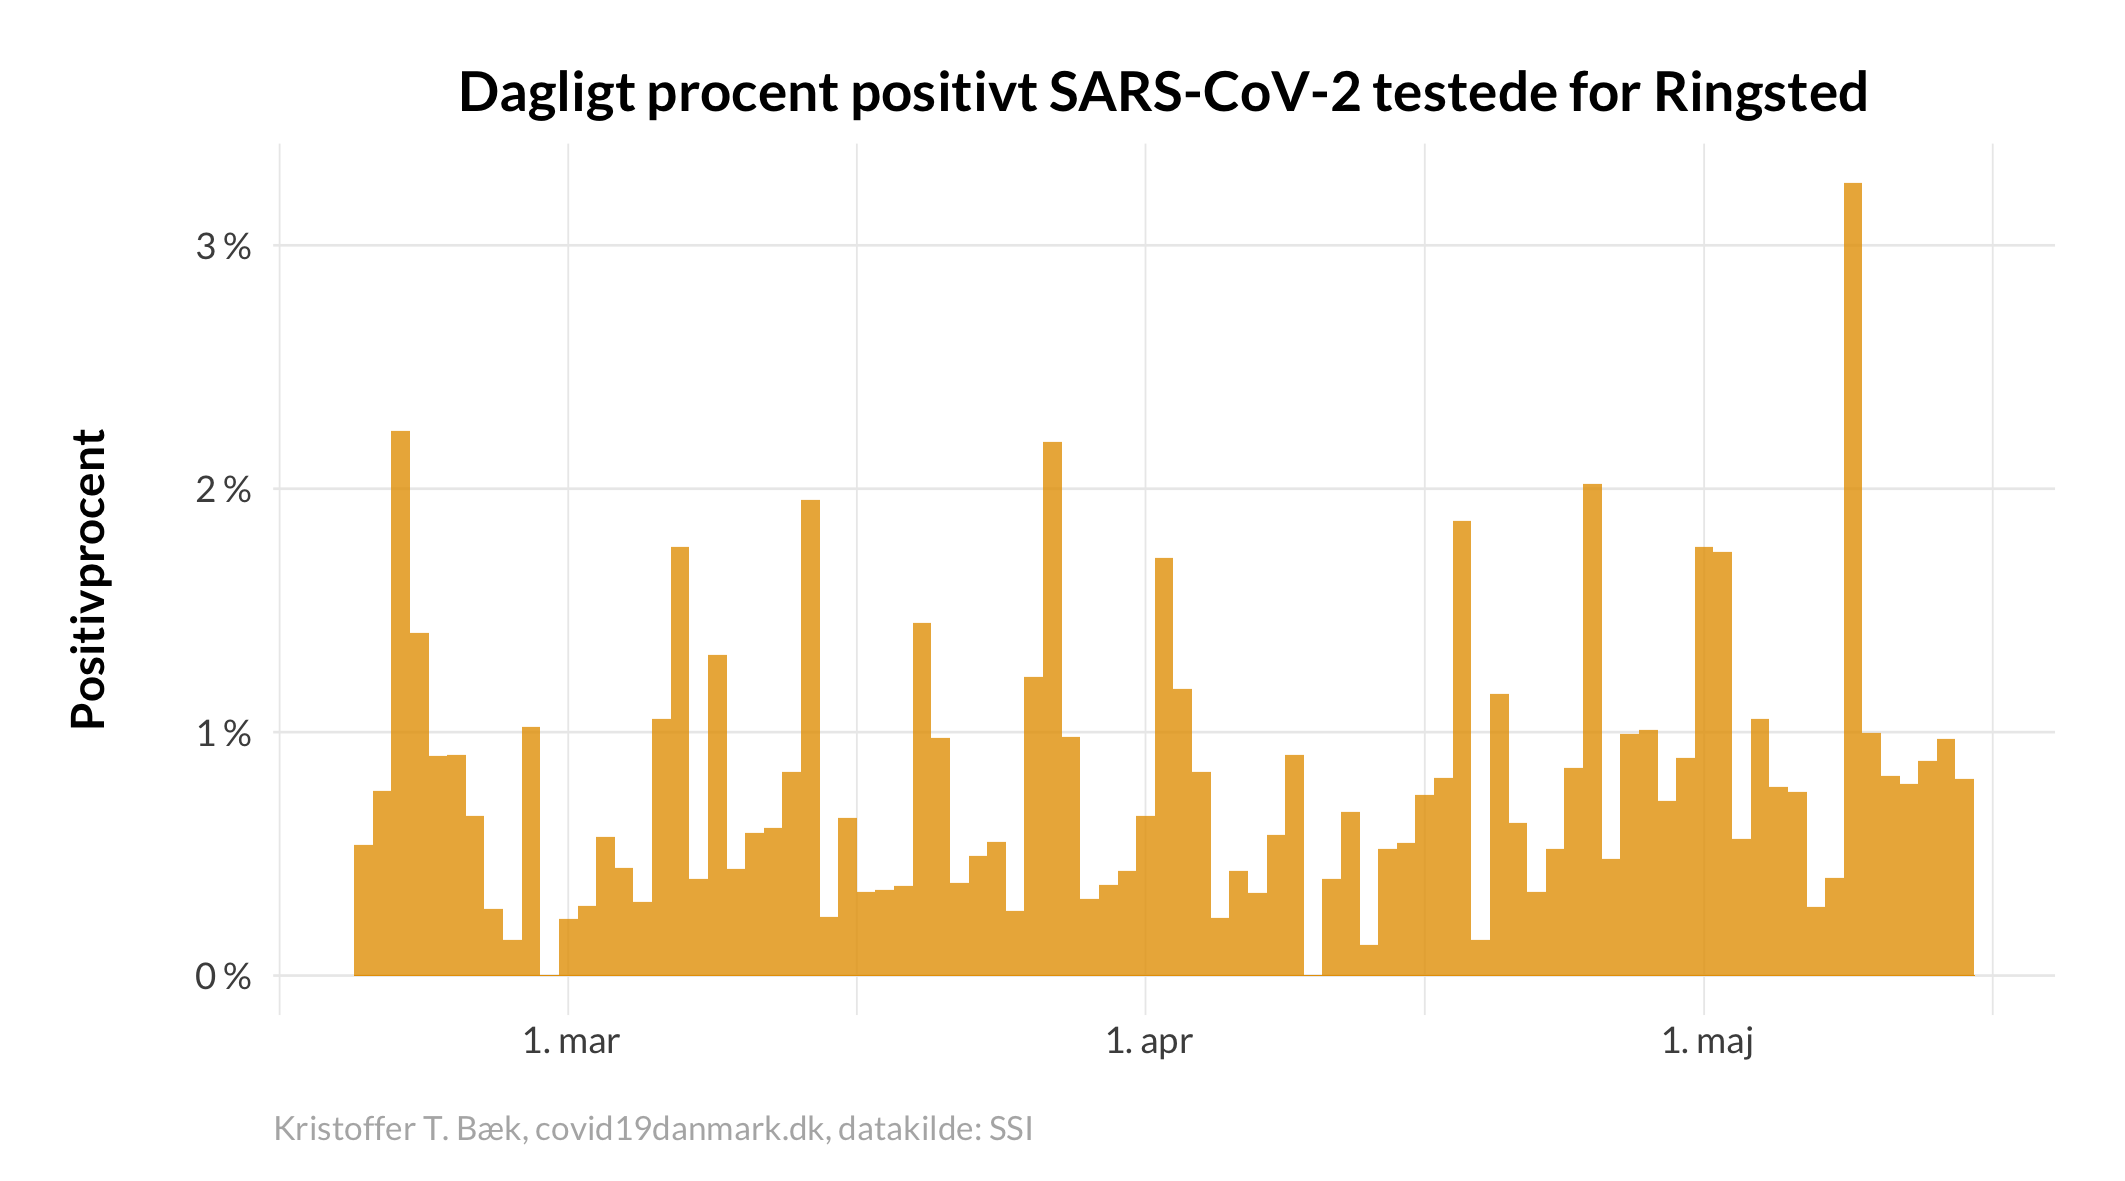 Dagligt procent positivt SARS-CoV-2 testede for Ringsted
Positivprocent
3 %
2 %
1 %
0 %
1. mar
1. apr
1. maj
Kristoffer T. Bæk, covid19danmark.dk, datakilde: SSI